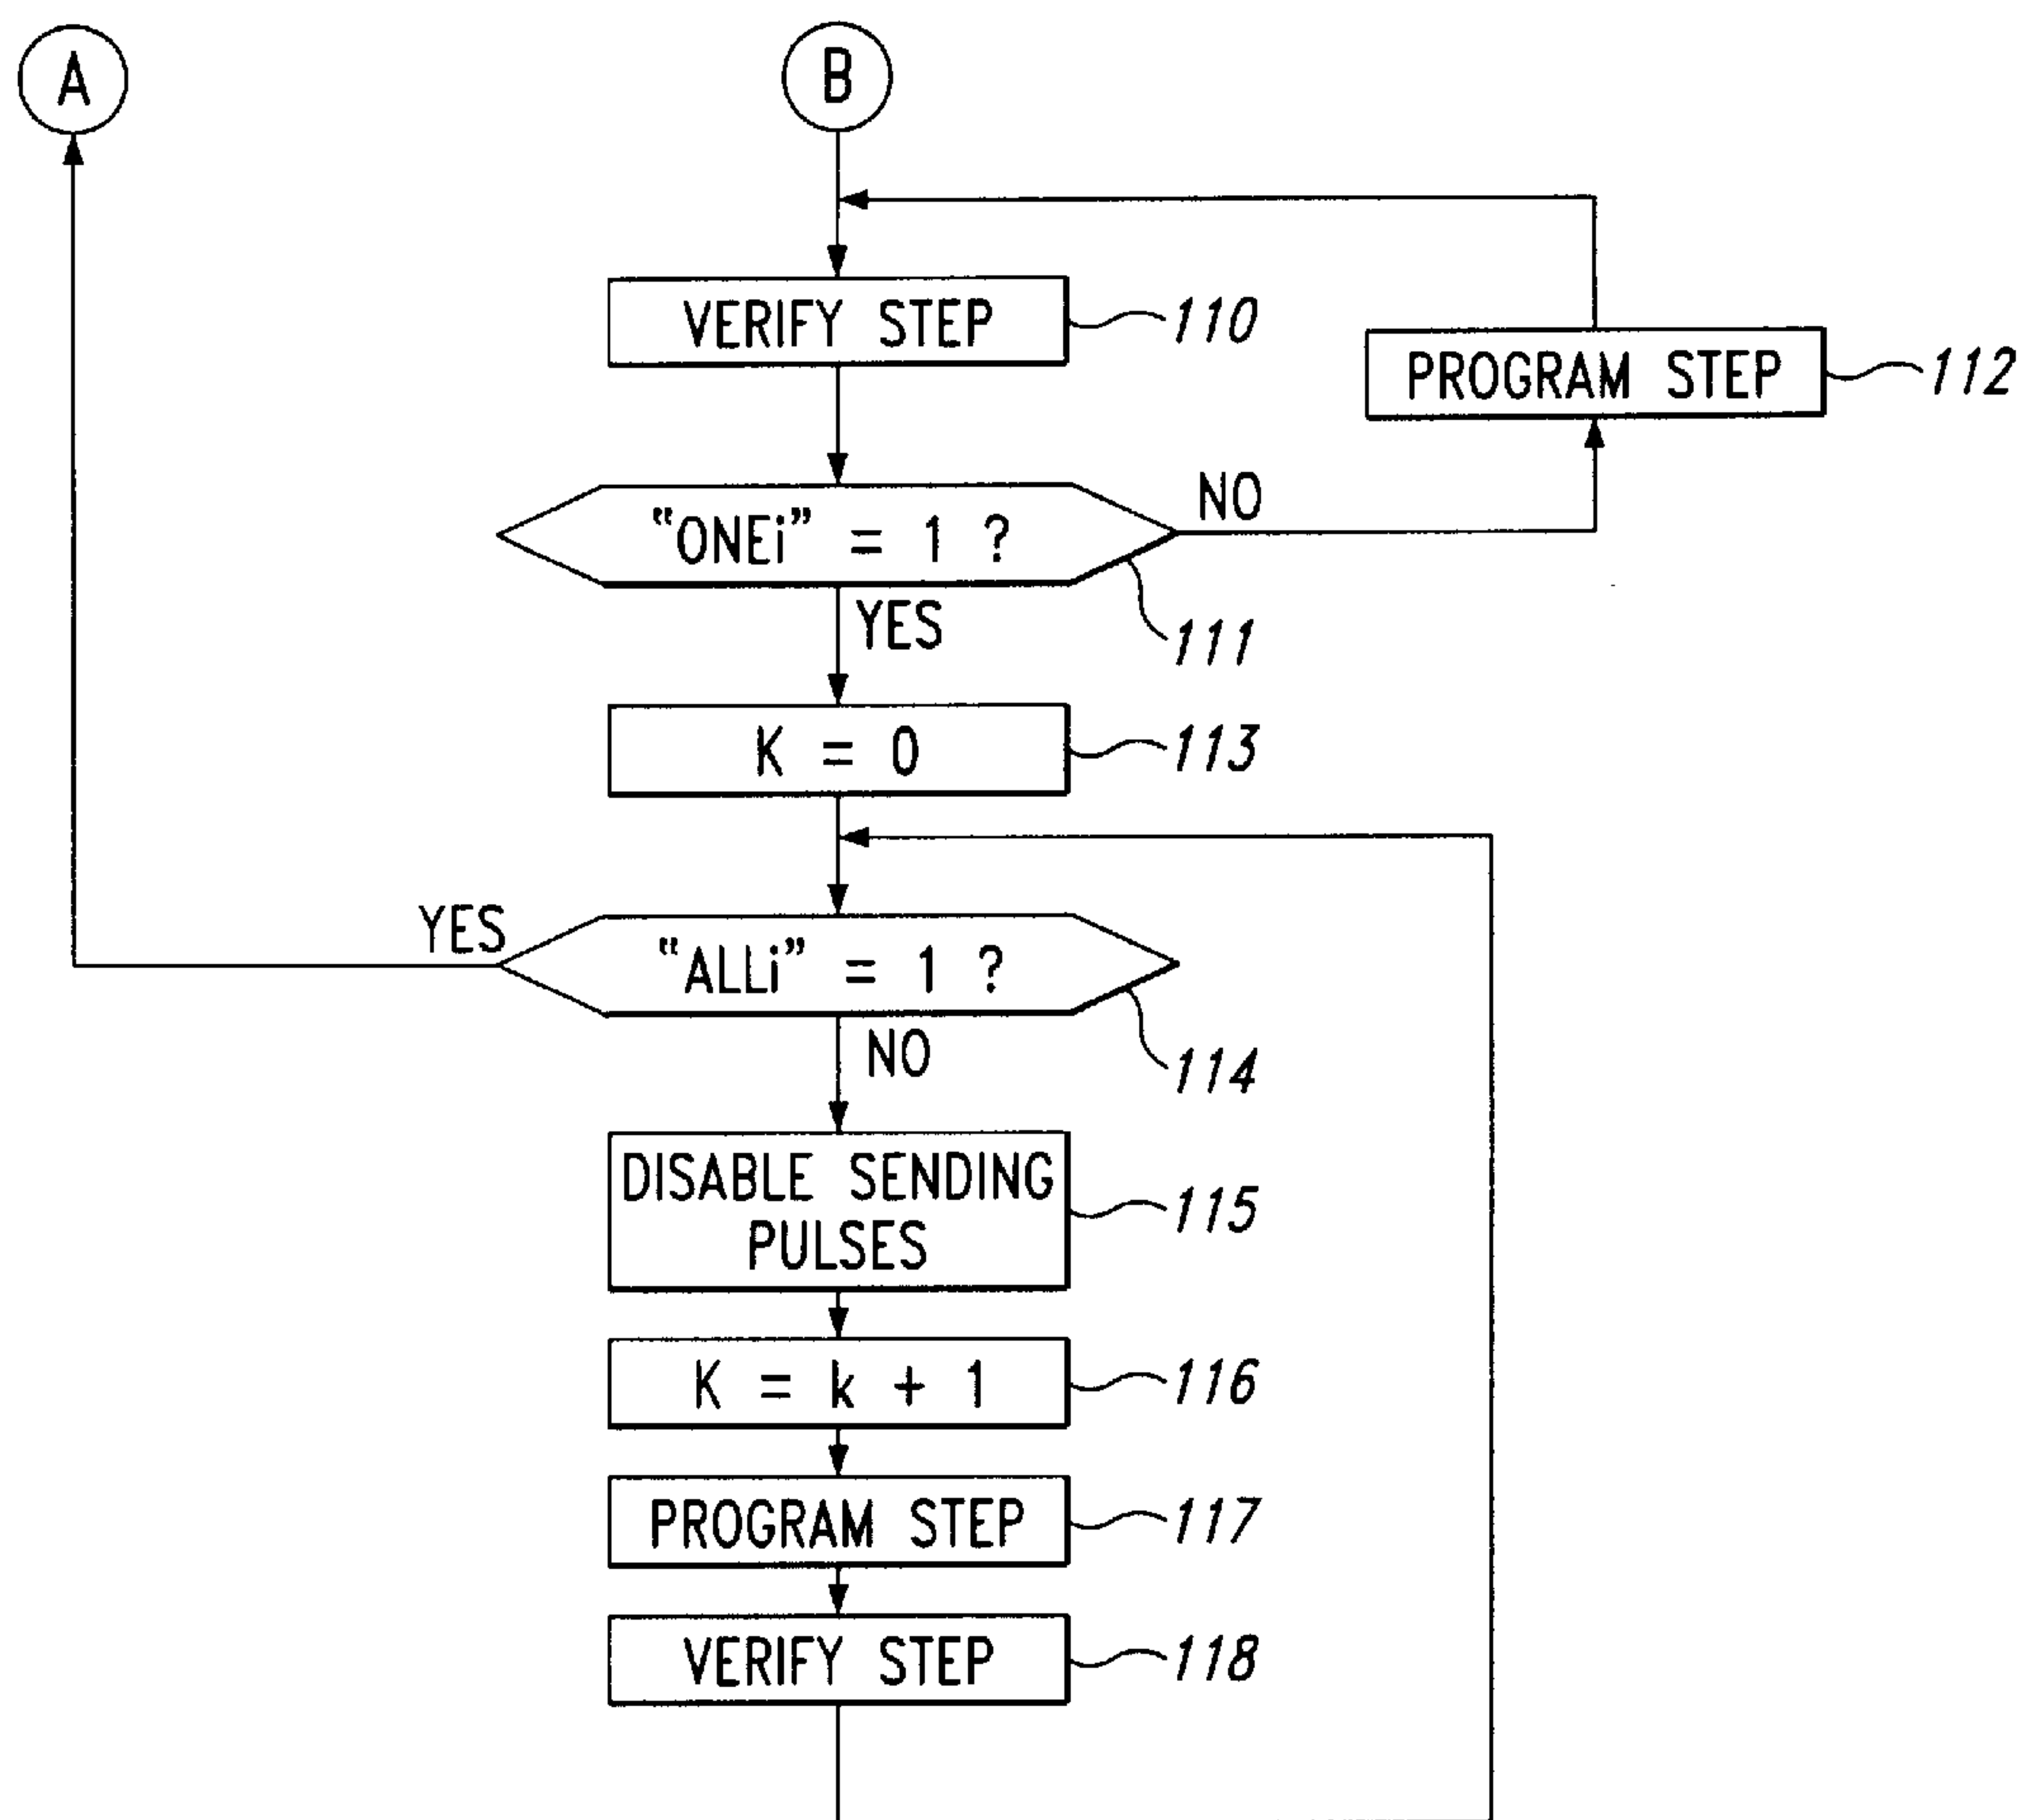 A
B
VERIFY STEP
110
PROGRAM STEP
112
"ONEi" = 1 ?
NO
111
YES
K = 0
113
YES
"ALLi" = 1 ?
114
NO
DISABLE SENDING
PULSES
115
K = k + 1
116
PROGRAM STEP
117
VERIFY STEP
118